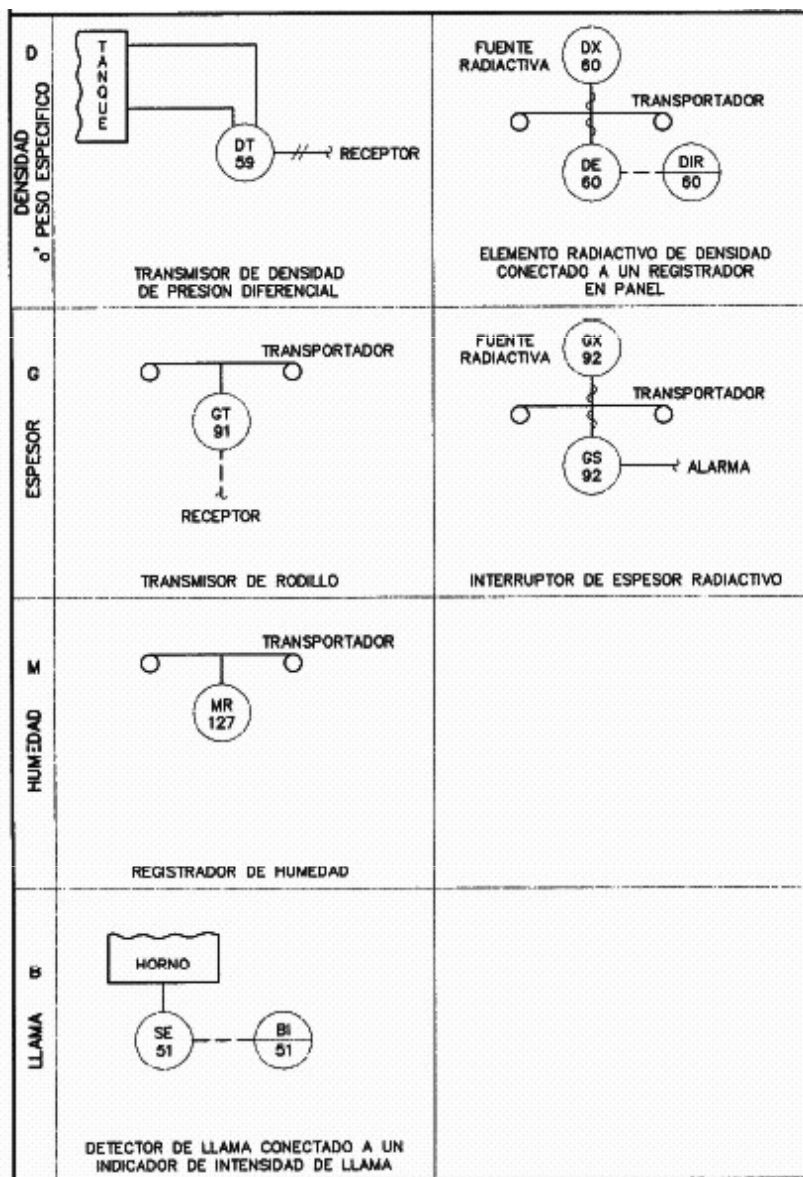 D
DENSIDAD
o' PESO ESPECIFICO
TANQUE
DT
59
RECEPTOR
TRANSMISOR DE DENSIDAD
DE PRESION DIFERENCIAL
FUENTE
RADIACTIVA
DX
60
TRANSPORTADOR
DE
60
DIR
60
ELEMENTO RADIACTIVO DE DENSIDAD
CONECTADO A UN REGISTRADOR
EN PANEL
G
ESPESOR
TRANSPORTADOR
GT
91
RECEPTOR
TRANSMISOR DE RODILLO
FUENTE
RADIACTIVA
GX
92
TRANSPORTADOR
GS
92
ALARMA
INTERRUPTOR DE ESPESOR RADIACTIVO
M
HUMEDAD
TRANSPORTADOR
MR
127
REGISTRADOR DE HUMEDAD
B
LLAMA
HORNO
SE
51
BI
51
DETECTOR DE LLAMA CONECTADO A UN
INDICADOR DE INTENSIDAD DE LLAMA